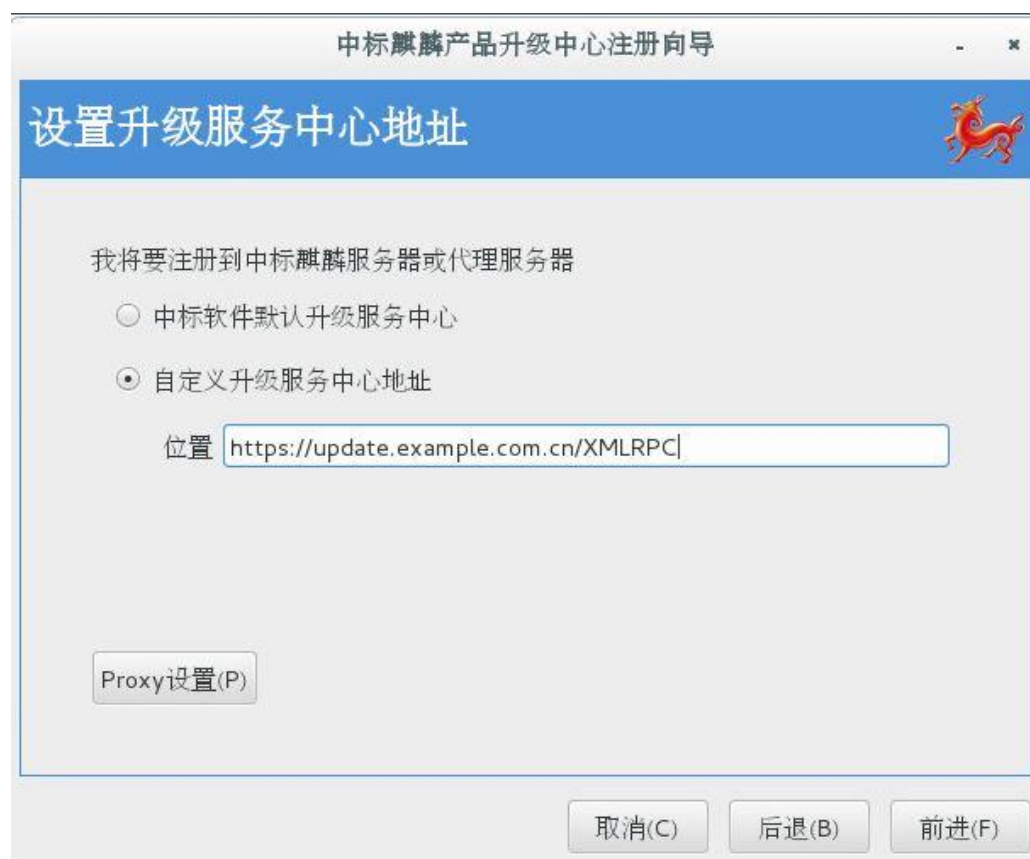 中标麒麟产品升级中心注册向导
设置升级服务中心地址
我将要注册到中标麒麟服务器或代理服务器
中标软件默认升级服务中心
自定义升级服务中心地址
位置 https://update.example.com.cn/XMLRPC
Proxy设置(P)
取消(C) 后退(B) 前进(F)